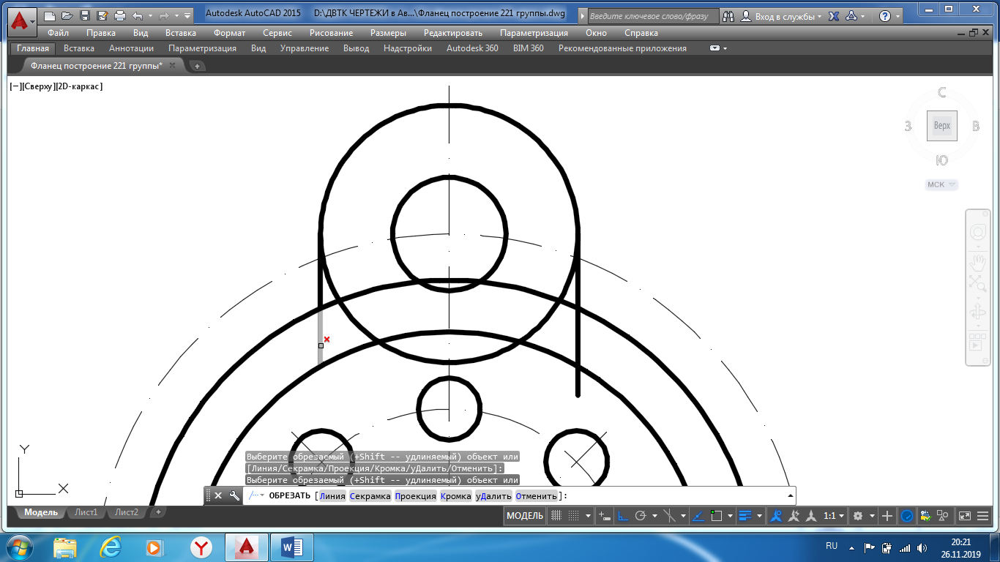 Autodesk AutoCAD 2015 D:\ДВТК ЧЕРТЕЖИ в Ав...\Фланец построение 221 группы.dwg Введите ключевое слово/фразу Вход в службы
Файл Правка Вид Вставка Формат Сервис Рисование Размеры Редактировать Параметризация Окно Справка
Главная Вставка Аннотации Параметризация Вид Управление Вывод Надстройки Autodesk 360 BIM 360 Рекомендованные приложения
Фланец построение 221 группы*
[−][Сверху][2D-каркас]
С
З Верх В
Ю
МСК
Y
X
Выберите обрезаемый (+Shift -- удлиняемый) объект или
[Линия/Секрамка/Проекция/Кромка/уДалить/Отменить]:
Выберите обрезаемый (+Shift -- удлиняемый) объект или
ОБРЕЗАТЬ [Линия Секрамка Проекция Кромка уДалить Отменить]:
Модель Лист1 Лист2
МОДЕЛЬ 1:1
RU 20:21
26.11.2019